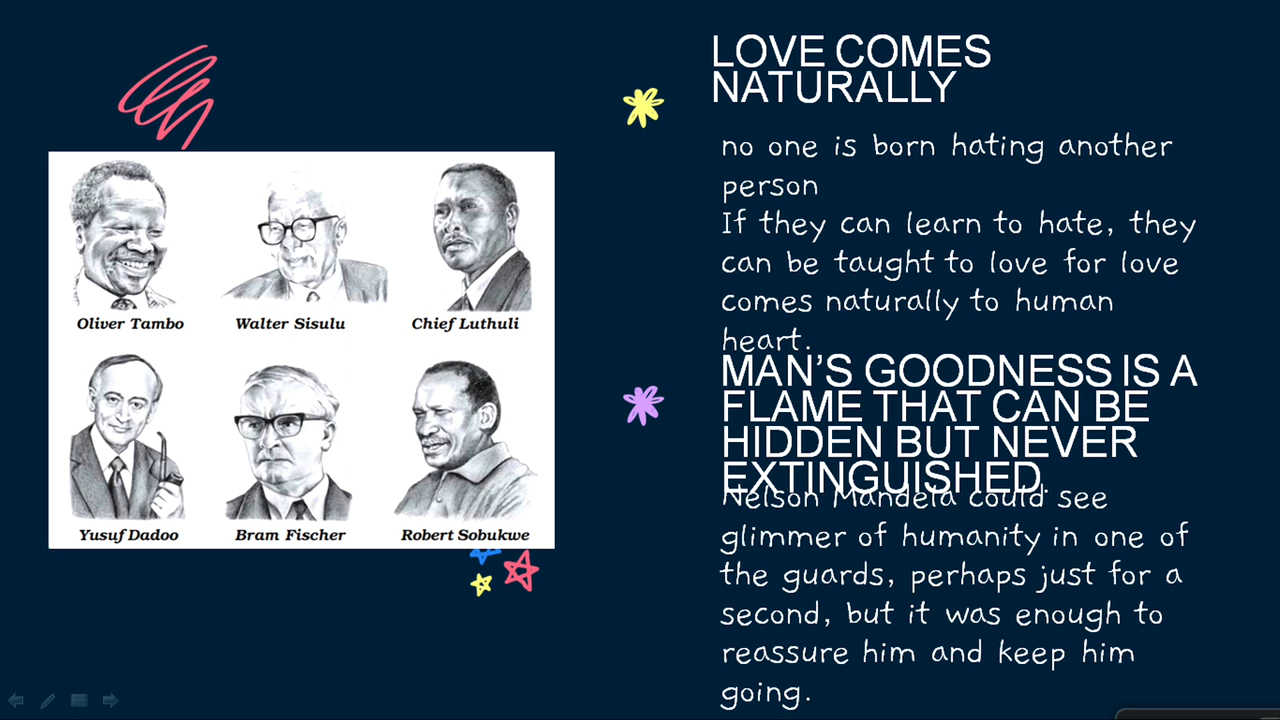 Oliver Tambo
Walter Sisulu
Chief Luthuli
Yusuf Dadoo
Bram Fischer
Robert Sobukwe
LOVE COMES
NATURALLY
no one is born hating another
person
If they can learn to hate, they
can be taught to love for love
comes naturally to human
heart.
MAN’S GOODNESS IS A
FLAME THAT CAN BE
HIDDEN BUT NEVER
EXTINGUISHED.
Nelson Mandela could see
glimmer of humanity in one of
the guards, perhaps just for a
second, but it was enough to
reassure him and keep him
going.